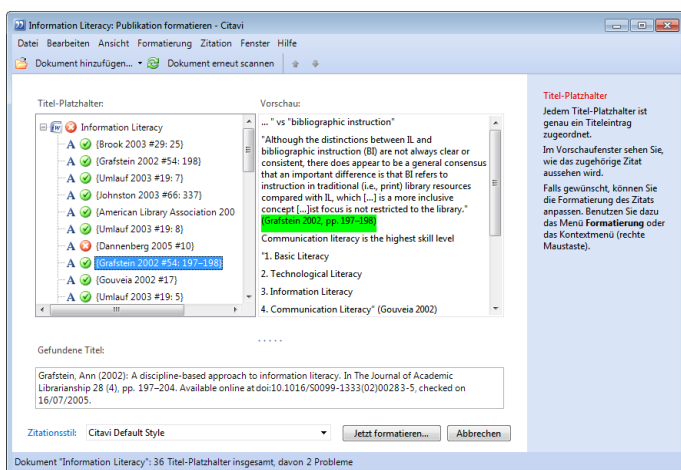 Information Literacy: Publikation formatieren - Citavi
Datei Bearbeiten Ansicht Formatierung Zitation Fenster Hilfe
Dokument hinzufügen... Dokument erneut scannen
Titel-Platzhalter:
Information Literacy
A {Brook 2003 #29: 25}
A {Grafstein 2002 #54: 198}
A {Umlauf 2003 #19: 7}
A {Johnston 2003 #66: 337}
A {American Library Association 200
A {Umlauf 2003 #19: 8}
A {Dannenberg 2005 #10}
A {Grafstein 2002 #54: 197–198}
A {Gouveia 2002 #17}
A {Umlauf 2003 #19: 5}
Vorschau:
... " vs "bibliographic instruction"
"Although the distinctions between IL and
bibliographic instruction (BI) are not always clear or
consistent, there does appear to be a general consensus
that an important difference is that BI refers to
instruction in traditional (i.e., print) library resources
compared with IL, which [...] is a more inclusive
concept [...]ist focus is not restricted to the library."
(Grafstein 2002, pp. 197–198)
Communication literacy is the highest skill level
"1. Basic Literacy
2. Technological Literacy
3. Information Literacy
4. Communication Literacy" (Gouveia 2002)
Titel-Platzhalter
Jedem Titel-Platzhalter ist
genau ein Titeleintrag
zugeordnet.
Im Vorschaufenster sehen Sie,
wie das zugehörige Zitat
aussehen wird.
Falls gewünscht, können Sie
die Formatierung des Zitats
anpassen. Benutzen Sie dazu
das Menü Formatierung oder
das Kontextmenü (rechte
Maustaste).
Gefundene Titel:
Grafstein, Ann (2002): A discipline-based approach to information literacy. In The Journal of Academic
Librarianship 28 (4), pp. 197–204. Available online at doi:10.1016/S0099-1333(02)00283-5, checked on
16/07/2005.
Zitationsstil: Citavi Default Style Jetzt formatieren... Abbrechen
Dokument "Information Literacy": 36 Titel-Platzhalter insgesamt, davon 2 Probleme